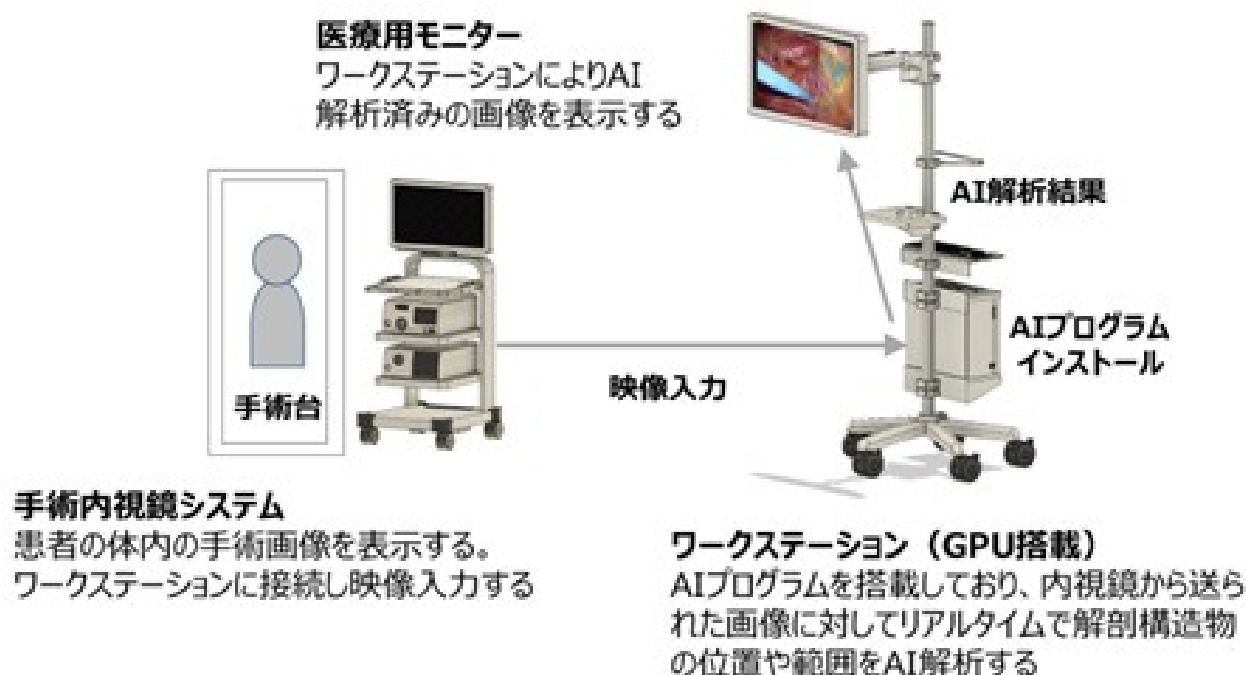 医療用モニター
ワークステーションによりAI
解析済みの画像を表示する
AI解析結果
AIプログラム
インストール
映像入力
手術台
手術内視鏡システム
患者の体内の手術画像を表示する。
ワークステーションに接続し映像入力する
ワークステーション（GPU搭載）
AIプログラムを搭載しており、内視鏡から送ら
れた画像に対してリアルタイムで解剖構造物
の位置や範囲をAI解析する